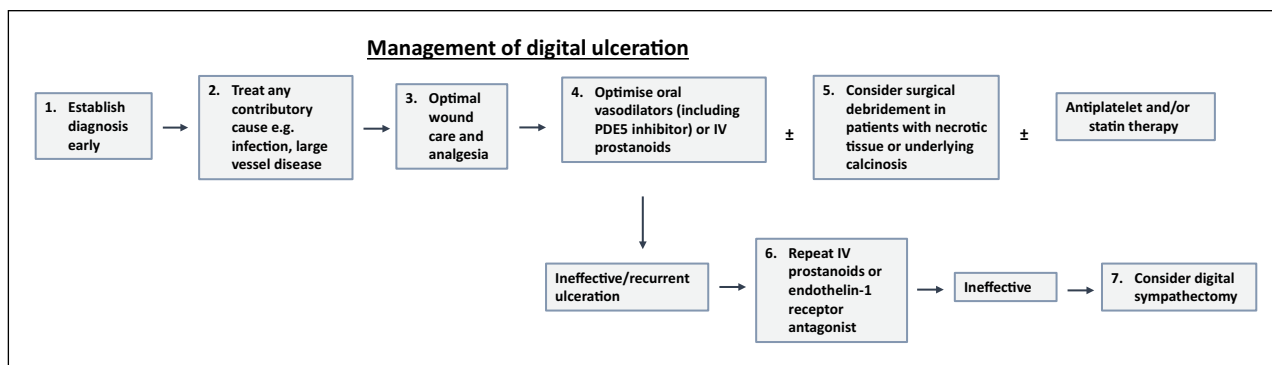 Management of digital ulceration
1. Establish
diagnosis
early
2. Treat any
contributory
cause e.g.
infection, large
vessel disease
3. Optimal
wound
care and
analgesia
4. Optimise oral
vasodilators (including
PDE5 inhibitor) or IV
prostanoids
±
5. Consider surgical
debridement in
patients with necrotic
tissue or underlying
calcinosis
±
Antiplatelet and/or
statin therapy
Ineffective/recurrent
ulceration
6. Repeat IV
prostanoids or
endothelin-1
receptor
antagonist
Ineffective
7. Consider digital
sympathectomy